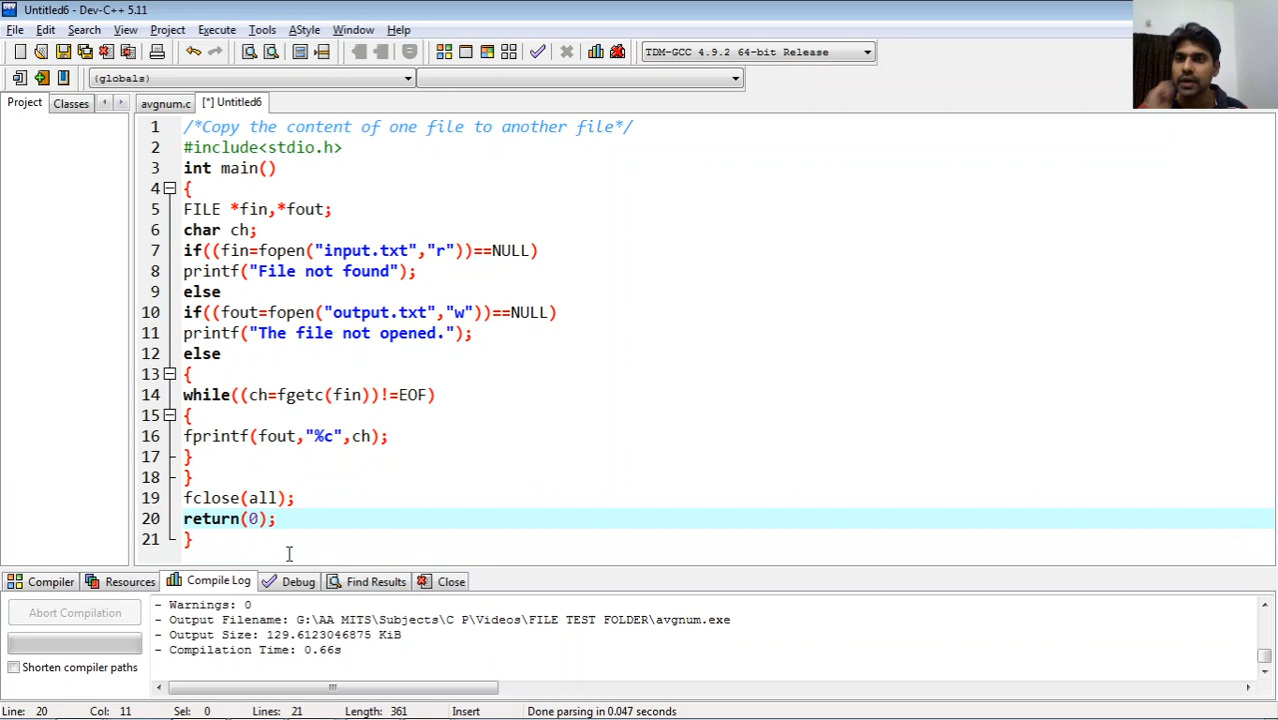 Untitled6 - Dev-C++ 5.11
File Edit Search View Project Execute Tools AStyle Window Help
TDM-GCC 4.9.2 64-bit Release
(globals)
Project Classes avgnum.c [*] Untitled6
1 /*Copy the content of one file to another file*/
2 #include<stdio.h>
3 int main()
4 {
5 FILE *fin,*fout;
6 char ch;
7 if((fin=fopen("input.txt","r"))==NULL)
8 printf("File not found");
9 else
10 if((fout=fopen("output.txt","w"))==NULL)
11 printf("The file not opened.");
12 else
13 {
14 while((ch=fgetc(fin))!=EOF)
15 {
16 fprintf(fout,"%c",ch);
17 }
18 }
19 fclose(all);
20 return(0);
21 }
Compiler Resources Compile Log Debug Find Results Close
Abort Compilation
Shorten compiler paths
- Warnings: 0
- Output Filename: G:\AA MITS\Subjects\C P\Videos\FILE TEST FOLDER\avgnum.exe
- Output Size: 129.6123046875 KiB
- Compilation Time: 0.66s
Line: 20 Col: 11 Sel: 0 Lines: 21 Length: 361 Insert Done parsing in 0.047 seconds